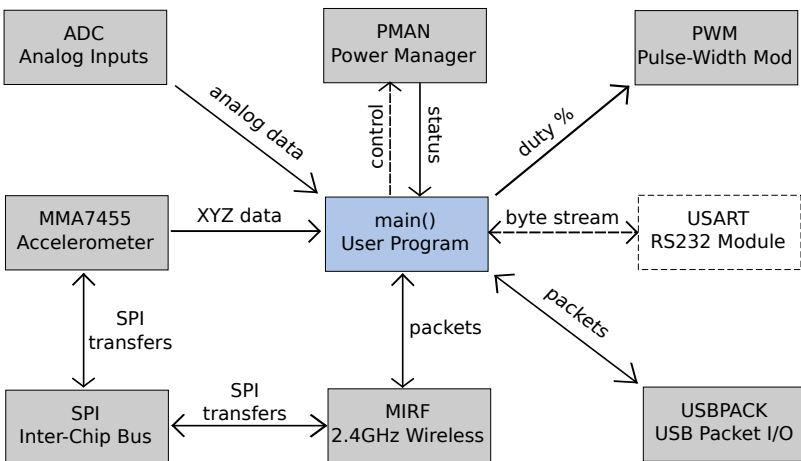 ADC
Analog Inputs
PMAN
Power Manager
PWM
Pulse-Width Mod
analog data
control
status
duty %
MMA7455
Accelerometer
XYZ data
main()
User Program
byte stream
USART
RS232 Module
SPI
transfers
packets
packets
SPI
Inter-Chip Bus
SPI
transfers
MIRF
2.4GHz Wireless
USBPACK
USB Packet I/O